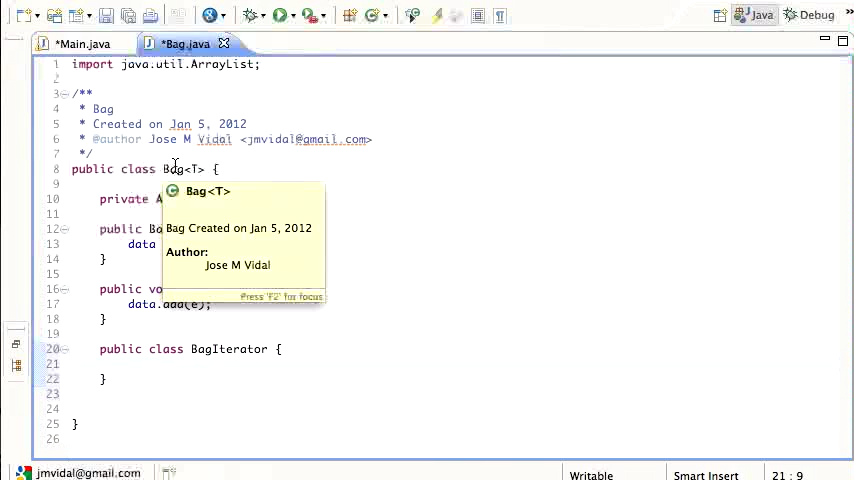 Java
Debug
*Main.java
*Bag.java
1 import java.util.ArrayList;
2
3 /**
4 * Bag
5 * Created on Jan 5, 2012
6 * @author Jose M Vidal <jmvidal@gmail.com>
7 */
8 public class Bag<T> {
9
10 private A
11
12 public Ba
13 data
14 }
15
16 public vo
17 data.add(e);
18 }
19
20 public class BagIterator {
21
22 }
23
24
25 }
26
Bag<T>
Bag Created on Jan 5, 2012
Author:
Jose M Vidal
Press 'F2' for focus
jmvidal@gmail.com
Writable
Smart Insert
21 : 9